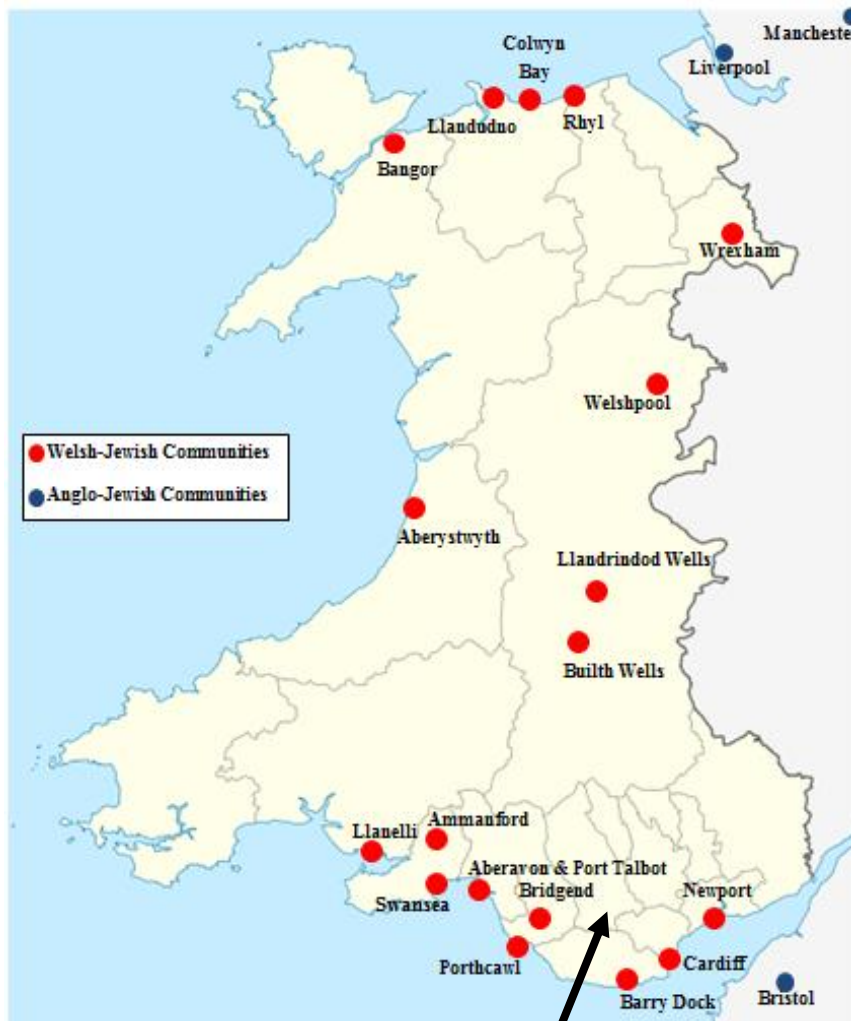 Manchester
Liverpool
Colwyn
Bay
Llandudno
Rhyl
Bangor
Wrexham
Welshpool
Welsh-Jewish Communities
Anglo-Jewish Communities
Aberystwyth
Llandrindod Wells
Builth Wells
Ammanford
Llanelli
Aberavon & Port Talbot
Bridgend
Newport
Swansea
Porthcawl
Cardiff
Barry Dock
Bristol